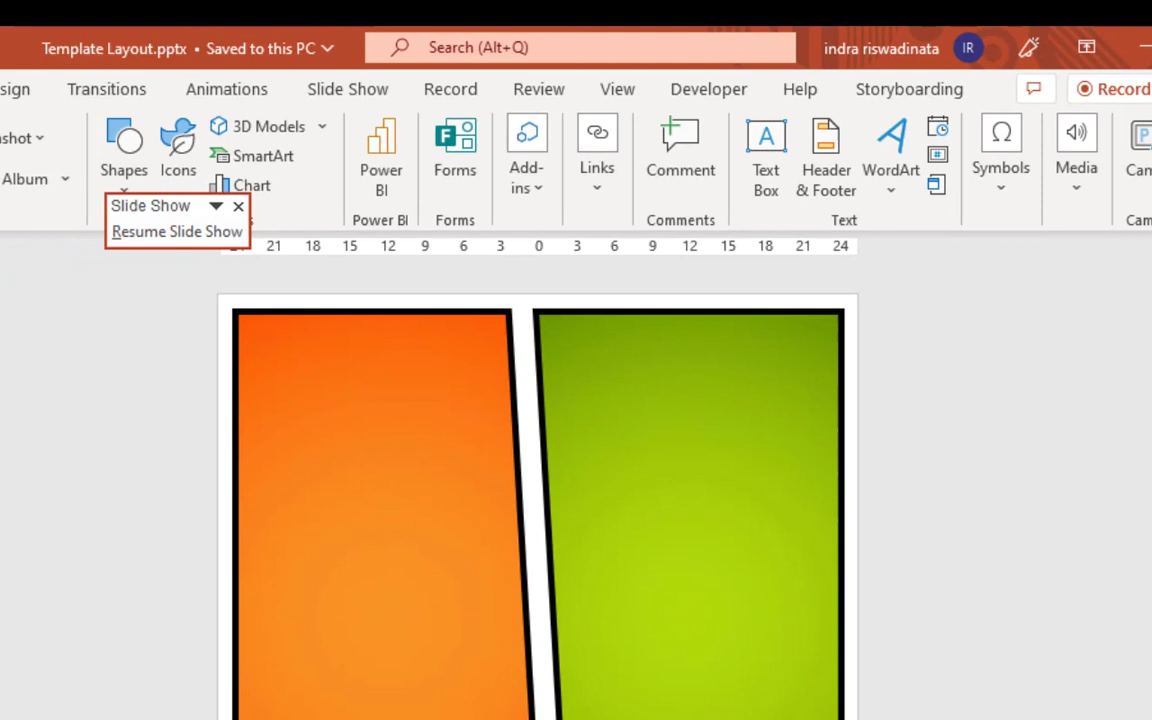 Template Layout.pptx • Saved to this PC
Search (Alt+Q)
indra riswadinata
IR
sign
Transitions
Animations
Slide Show
Record
Review
View
Developer
Help
Storyboarding
Record
shot
Album
Shapes
Icons
3D Models
SmartArt
Chart
Power
BI
Power BI
Forms
Forms
Add-
ins
Links
Comment
Comments
Text
Box
Header
& Footer
WordArt
Text
Symbols
Media
Cam
Cam
Slide Show
Resume Slide Show
21 18 15 12 9 6 3 0 3 6 9 12 15 18 21 24